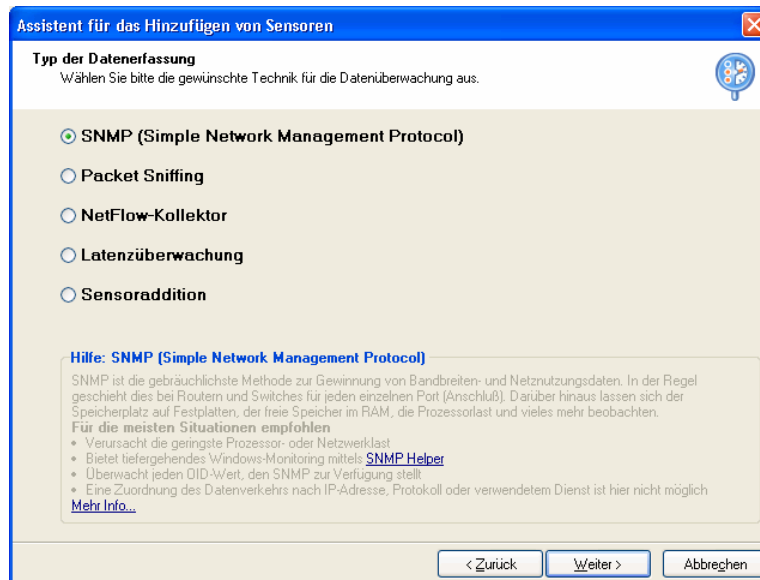 Assistent für das Hinzufügen von Sensoren
Typ der Datenerfassung
Wählen Sie bitte die gewünschte Technik für die Datenüberwachung aus.
SNMP (Simple Network Management Protocol)
Packet Sniffing
NetFlow-Kollektor
Latenzüberwachung
Sensoraddition
Hilfe: SNMP (Simple Network Management Protocol)
SNMP ist die gebräuchlichste Methode zur Gewinnung von Bandbreiten- und Netznutzungsdaten. In der Regel
geschieht dies bei Routern und Switches für jeden einzelnen Port (Anschluß). Darüber hinaus lassen sich der
Speicherplatz auf Festplatten, der freie Speicher im RAM, die Prozessorlast und vieles mehr beobachten.
Für die meisten Situationen empfohlen
• Verursacht die geringste Prozessor- oder Netzwerklast
• Bietet tiefergehendes Windows-Monitoring mittels SNMP Helper
• Überwacht jeden OID-Wert, den SNMP zur Verfügung stellt
• Eine Zuordnung des Datenverkehrs nach IP-Adresse, Protokoll oder verwendetem Dienst ist hier nicht möglich
Mehr Info...
< Zurück Weiter > Abbrechen